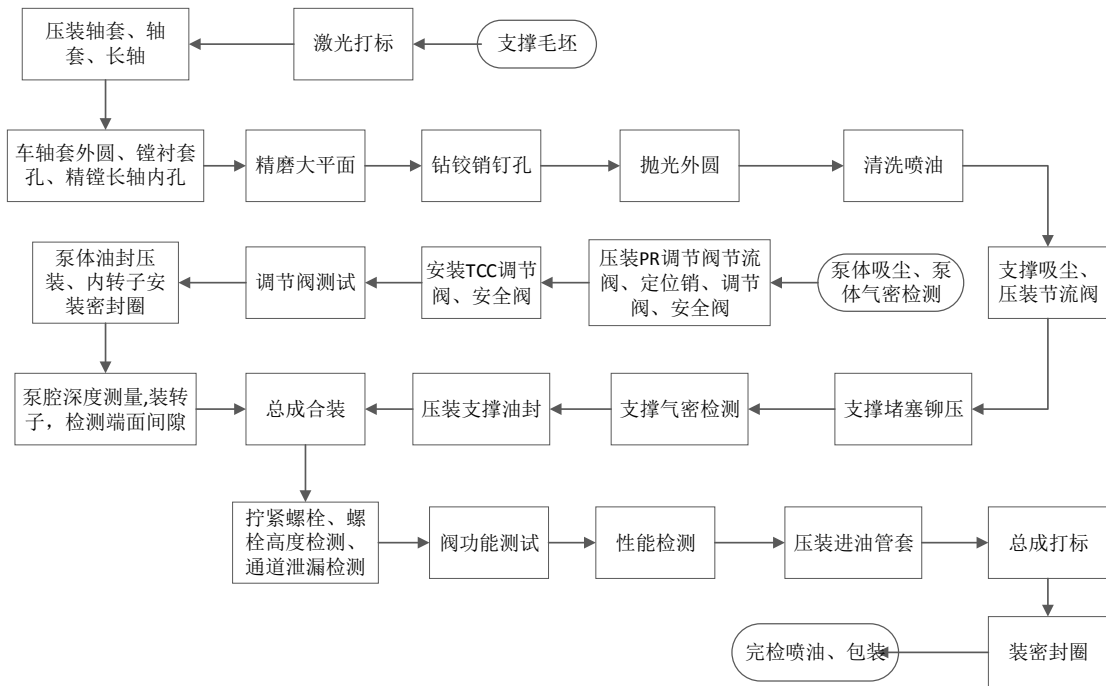 压装轴套、轴
套、长轴
激光打标
支撑毛坯
车轴套外圆、镗衬套
孔、精镗长轴内孔
精磨大平面
钻铰销钉孔
抛光外圆
清洗喷油
泵体油封压
装、内转子安
装密封圈
调节阀测试
安装TCC调节
阀、安全阀
压装PR调节阀节流
阀、定位销、调节
阀、安全阀
泵体吸尘、泵
体气密检测
支撑吸尘、
压装节流阀
泵腔深度测量,装转
子，检测端面间隙
总成合装
压装支撑油封
支撑气密检测
支撑堵塞铆压
拧紧螺栓、螺
栓高度检测、
通道泄漏检测
阀功能测试
性能检测
压装进油管套
总成打标
完检喷油、包装
装密封圈